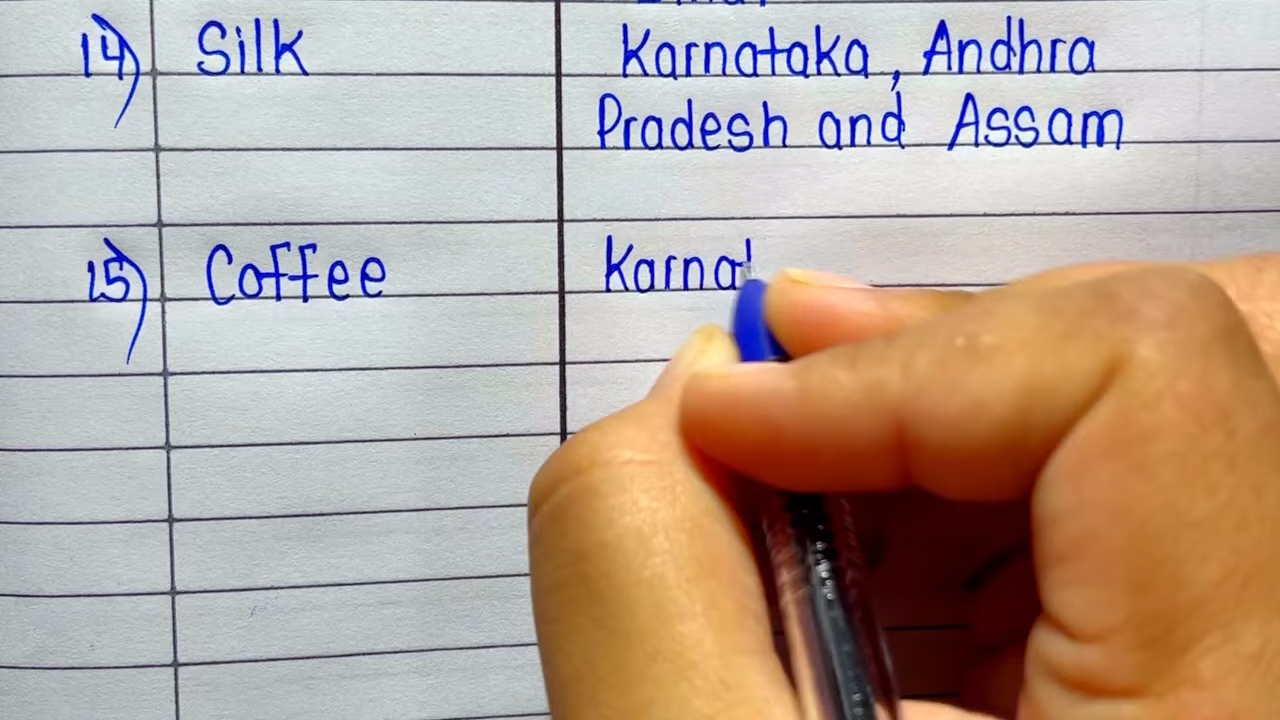 14) Silk Karnataka, Andhra
Pradesh and Assam
15) Coffee Karna